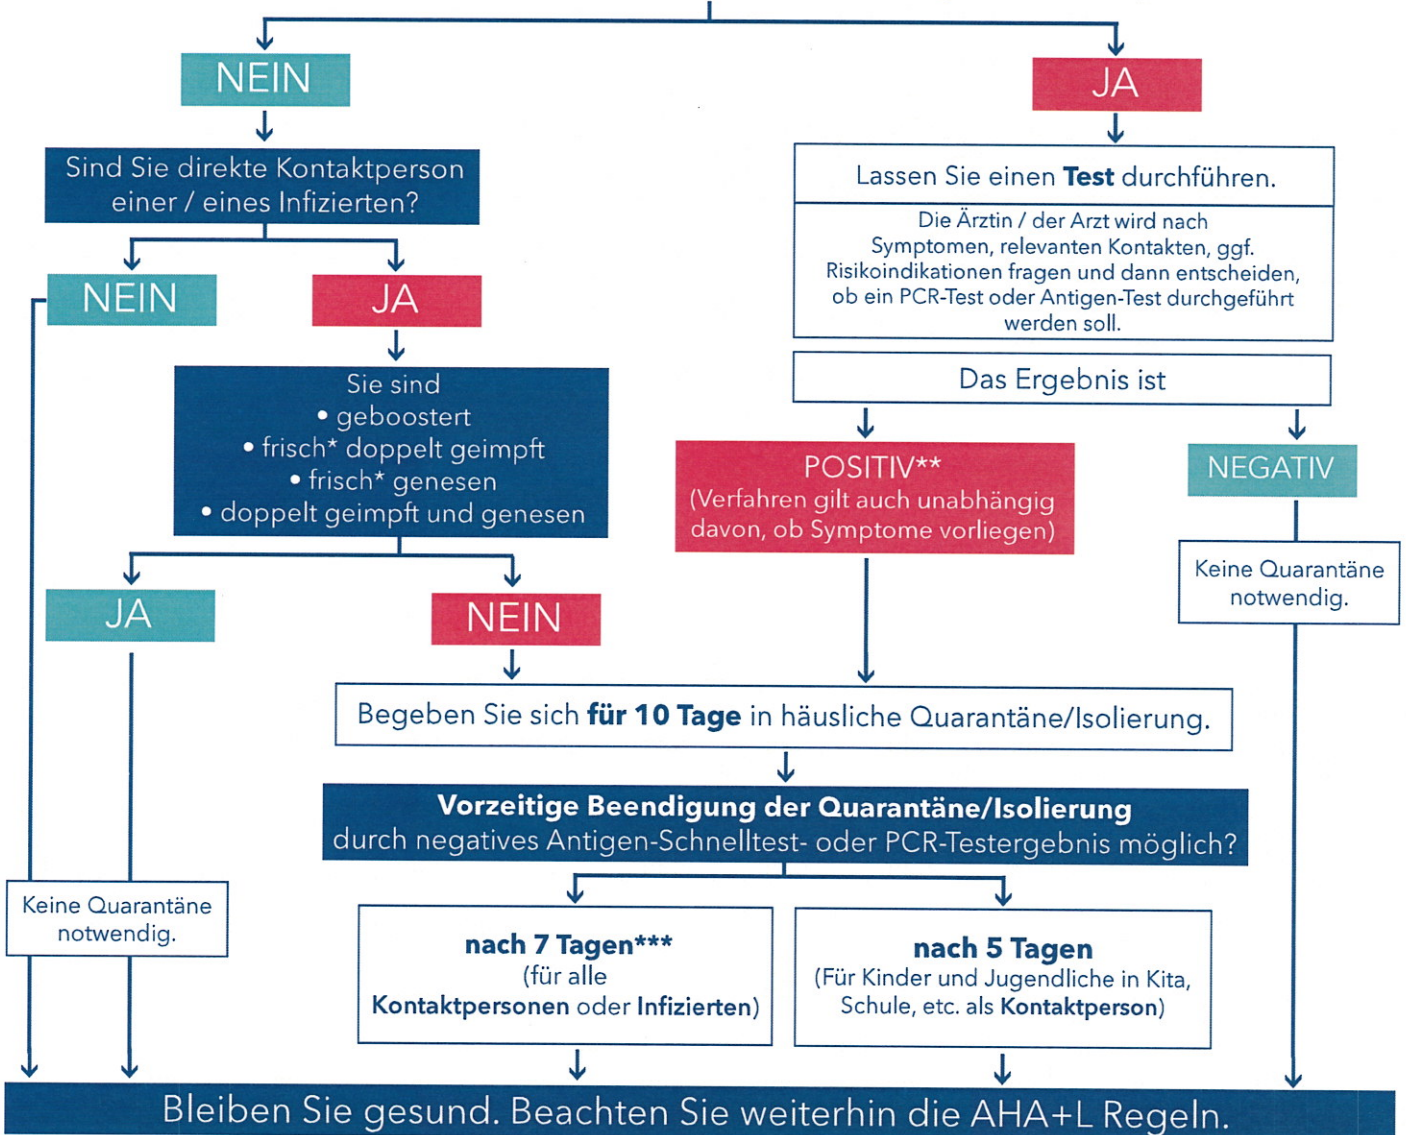 NEIN
JA
Sind Sie direkte Kontaktperson
einer / eines Infizierten?
NEIN
JA
Sie sind
• geboostert
• frisch* doppelt geimpft
• frisch* genesen
• doppelt geimpft und genesen
JA
NEIN
Lassen Sie einen Test durchführen.
Die Ärztin / der Arzt wird nach
Symptomen, relevanten Kontakten, ggf.
Risikoindikationen fragen und dann entscheiden,
ob ein PCR-Test oder Antigen-Test durchgeführt
werden soll.
Das Ergebnis ist
POSITIV**
(Verfahren gilt auch unabhängig
davon, ob Symptome vorliegen)
NEGATIV
Keine Quarantäne
notwendig.
Begeben Sie sich für 10 Tage in häusliche Quarantäne/Isolierung.
Vorzeitige Beendigung der Quarantäne/Isolierung
durch negatives Antigen-Schnelltest- oder PCR-Testergebnis möglich?
Keine Quarantäne
notwendig.
nach 7 Tagen***
(für alle
Kontaktpersonen oder Infizierten)
nach 5 Tagen
(Für Kinder und Jugendliche in Kita,
Schule, etc. als Kontaktperson)
Bleiben Sie gesund. Beachten Sie weiterhin die AHA+L Regeln.